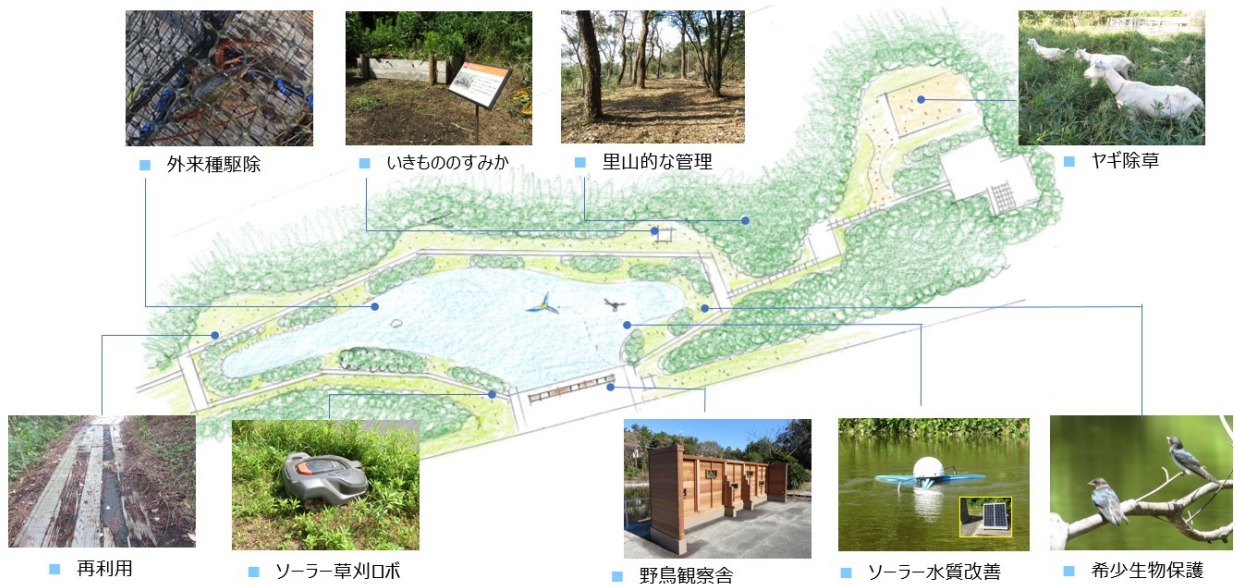 外来種駆除
いきもののすみか
里山的な管理
ヤギ除草
再利用
ソーラー草刈ロボ
野鳥観察舎
ソーラー水質改善
希少生物保護